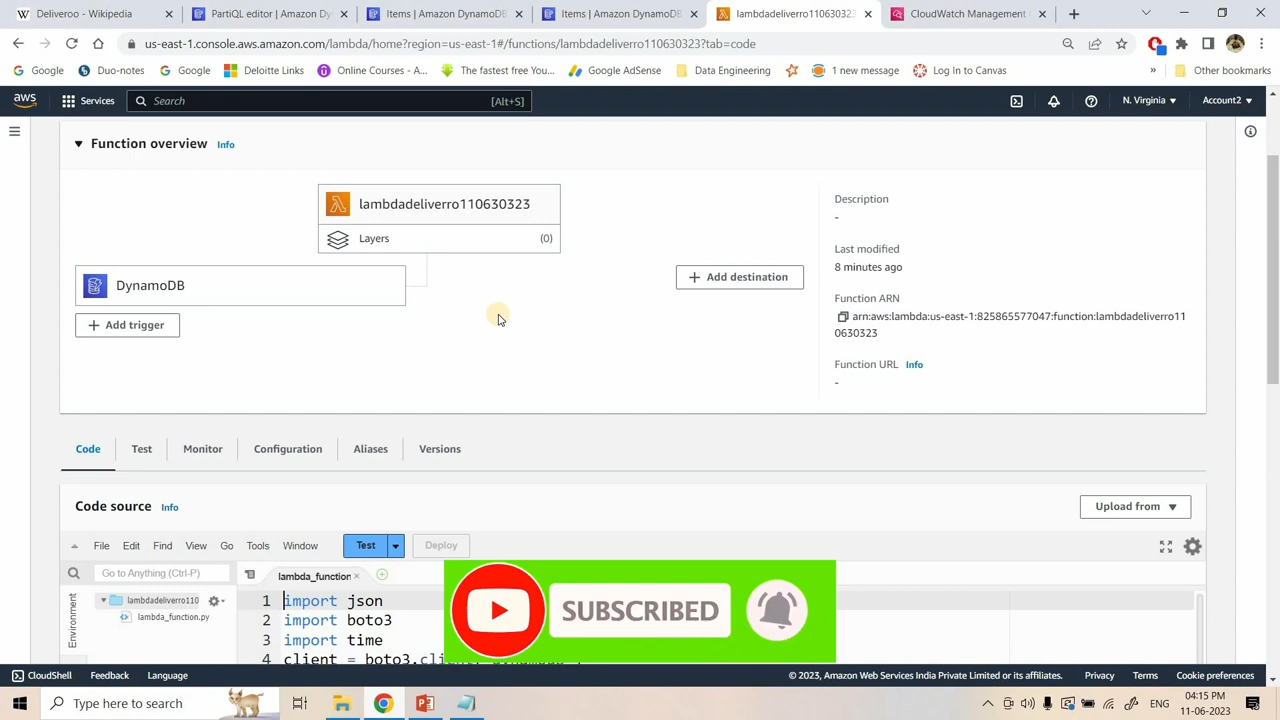 Deliveroo - Wikipedia
PartiQL editor | Amazon Dynam
Items | Amazon DynamoDB
Items | Amazon DynamoDB
lambdadeliverro110630323
CloudWatch Management
us-east-1.console.aws.amazon.com/lambda/home?region=us-east-1#/functions/lambdadeliverro110630323?tab=code
Google
Duo-notes
Google
Deloitte Links
Online Courses - A...
The fastest free You...
Google AdSense
Data Engineering
1 new message
Log In to Canvas
»
Other bookmarks
aws
Services
Search
[Alt+S]
N. Virginia
Account2
Function overview
Info
lambdadeliverro110630323
Layers
(0)
DynamoDB
+ Add trigger
+ Add destination
Description
-
Last modified
8 minutes ago
Function ARN
arn:aws:lambda:us-east-1:825865577047:function:lambdadeliverro11
0630323
Function URL
Info
-
Code
Test
Monitor
Configuration
Aliases
Versions
Code source
Info
Upload from
File
Edit
Find
View
Go
Tools
Window
Test
Deploy
Go to Anything (Ctrl-P)
lambda_function
Environment
lambdadeliverro110
lambda_function.py
1 import json
2 import boto3
3 import time
4 client = boto3.cli
SUBSCRIBED
CloudShell
Feedback
Language
© 2023, Amazon Web Services India or its affiliates.
Privacy
Terms
Cookie preferences
Type here to search
ENG
04:15 PM
11-06-2023